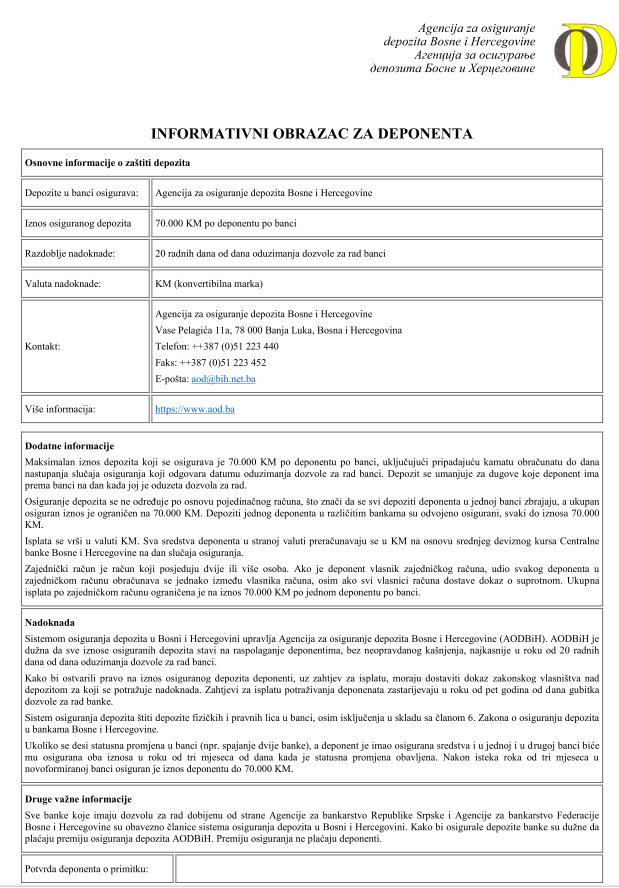 Agencija za osiguranje
depozita Bosne i Hercegovine
Агенција за осигурање
депозита Босне и Херцеговине
INFORMATIVNI OBRAZAC ZA DEPONENTA
Osnovne informacije o zaštiti depozita
Depozite u banci osigurava: Agencija za osiguranje depozita Bosne i Hercegovine
Iznos osiguranog depozita 70.000 KM po deponentu po banci
Razdoblje nadoknade: 20 radnih dana od dana oduzimanja dozvole za rad banci
Valuta nadoknade: KM (konvertibilna marka)
Kontakt:
Agencija za osiguranje depozita Bosne i Hercegovine
Vase Pelagića 11a, 78 000 Banja Luka, Bosna i Hercegovina
Telefon: ++387 (0)51 223 440
Faks: ++387 (0)51 223 452
E-pošta: aod@bih.net.ba
Više informacija: https://www.aod.ba
Dodatne informacije
Maksimalan iznos depozita koji se osigurava je 70.000 KM po deponentu po banci, uključujući pripadajuću kamatu obračunatu do dana
nastupanja slučaja osiguranja koji odgovara datumu oduzimanja dozvole za rad banci. Depozit se umanjuje za dugove koje deponent ima
prema banci na dan kada joj je oduzeta dozvola za rad.
Osiguranje depozita se ne određuje po osnovu pojedinačnog računa, što znači da se svi depoziti deponenta u jednoj banci zbrajaju, a ukupan
osiguran iznos je ograničen na 70.000 KM. Depoziti jednog deponenta u različitim bankama su odvojeno osigurani, svaki do iznosa 70.000
KM.
Isplata se vrši u valuti KM. Sva sredstva deponenta u stranoj valuti preračunavaju se u KM na osnovu srednjeg deviznog kursa Centralne
banke Bosne i Hercegovine na dan slučaja osiguranja.
Zajednički račun je račun koji posjeduju dvije ili više osoba. Ako je deponent vlasnik zajedničkog računa, udio svakog deponenta u
zajedničkom računu obračunava se jednako između vlasnika računa, osim ako svi vlasnici računa dostave dokaz o suprotnom. Ukupna
isplata po zajedničkom računu ograničena je na iznos 70.000 KM po jednom deponentu po banci.
Nadoknada
Sistemom osiguranja depozita u Bosni i Hercegovini upravlja Agencija za osiguranje depozita Bosne i Hercegovine (AODBiH). AODBiH je
dužna da sve iznose osiguranih depozita stavi na raspolaganje deponentima, bez neopravdanog kašnjenja, najkasnije u roku od 20 radnih
dana od dana oduzimanja dozvole za rad banci.
Kako bi ostvarili pravo na iznos osiguranog depozita deponenti, uz zahtjev za isplatu, moraju dostaviti dokaz zakonskog vlasništva nad
depozitom za koji se potražuje nadoknada. Zahtjevi za isplatu potraživanja deponenata zastarijevaju u roku od pet godina od dana gubitka
dozvole za rad banke.
Sistem osiguranja depozita štiti depozite fizičkih i pravnih lica u banci, osim isključenja u skladu sa članom 6. Zakona o osiguranju depozita
u bankama Bosne i Hercegovine.
Ukoliko se desi statusna promjena u banci (npr. spajanje dvije banke), a deponent je imao osigurana sredstva i u jednoj i u drugoj banci biće
mu osigurana oba iznosa u roku od tri mjeseca od dana kada je statusna promjena obavljena. Nakon isteka roka od tri mjeseca u
novoformiranoj banci osiguran je iznos deponentu do 70.000 KM.
Druge važne informacije
Sve banke koje imaju dozvolu za rad dobijenu od strane Agencije za bankarstvo Republike Srpske i Agencije za bankarstvo Federacije
Bosne i Hercegovine su obavezno članice sistema osiguranja depozita u Bosni i Hercegovini. Kako bi osigurale depozite banke su dužne da
plaćaju premiju osiguranja depozita AODBiH. Premiju osiguranja ne plaćaju deponenti.
Potvrda deponenta o primitku: